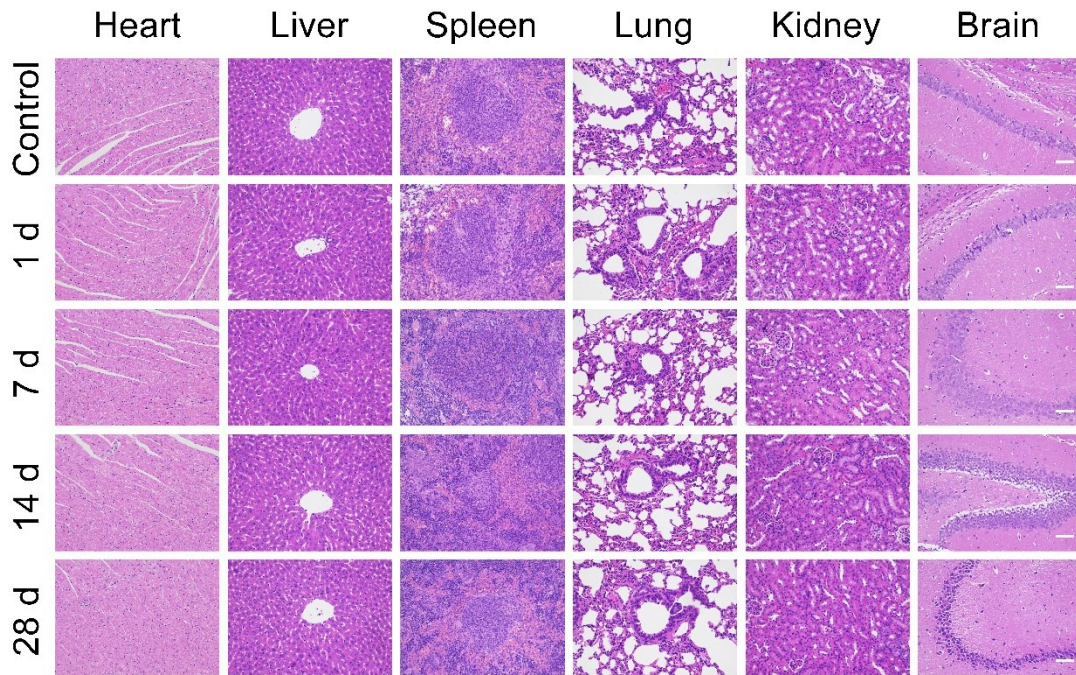 Heart Liver Spleen Lung Kidney Brain
Control
1 d
7 d
14 d
28 d